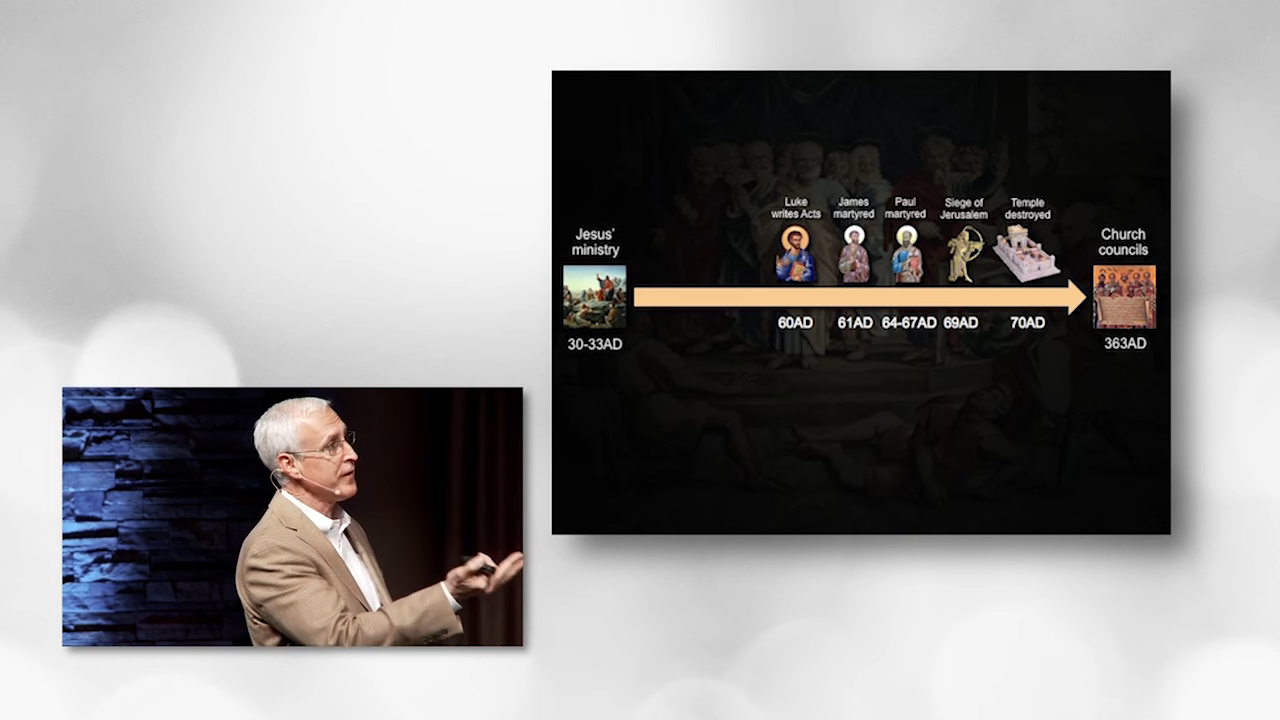 Jesus'
ministry
30-33AD
Luke
writes Acts
60AD
James
martyred
61AD
Paul
martyred
64-67AD
Siege of
Jerusalem
69AD
Temple
destroyed
70AD
Church
councils
363AD